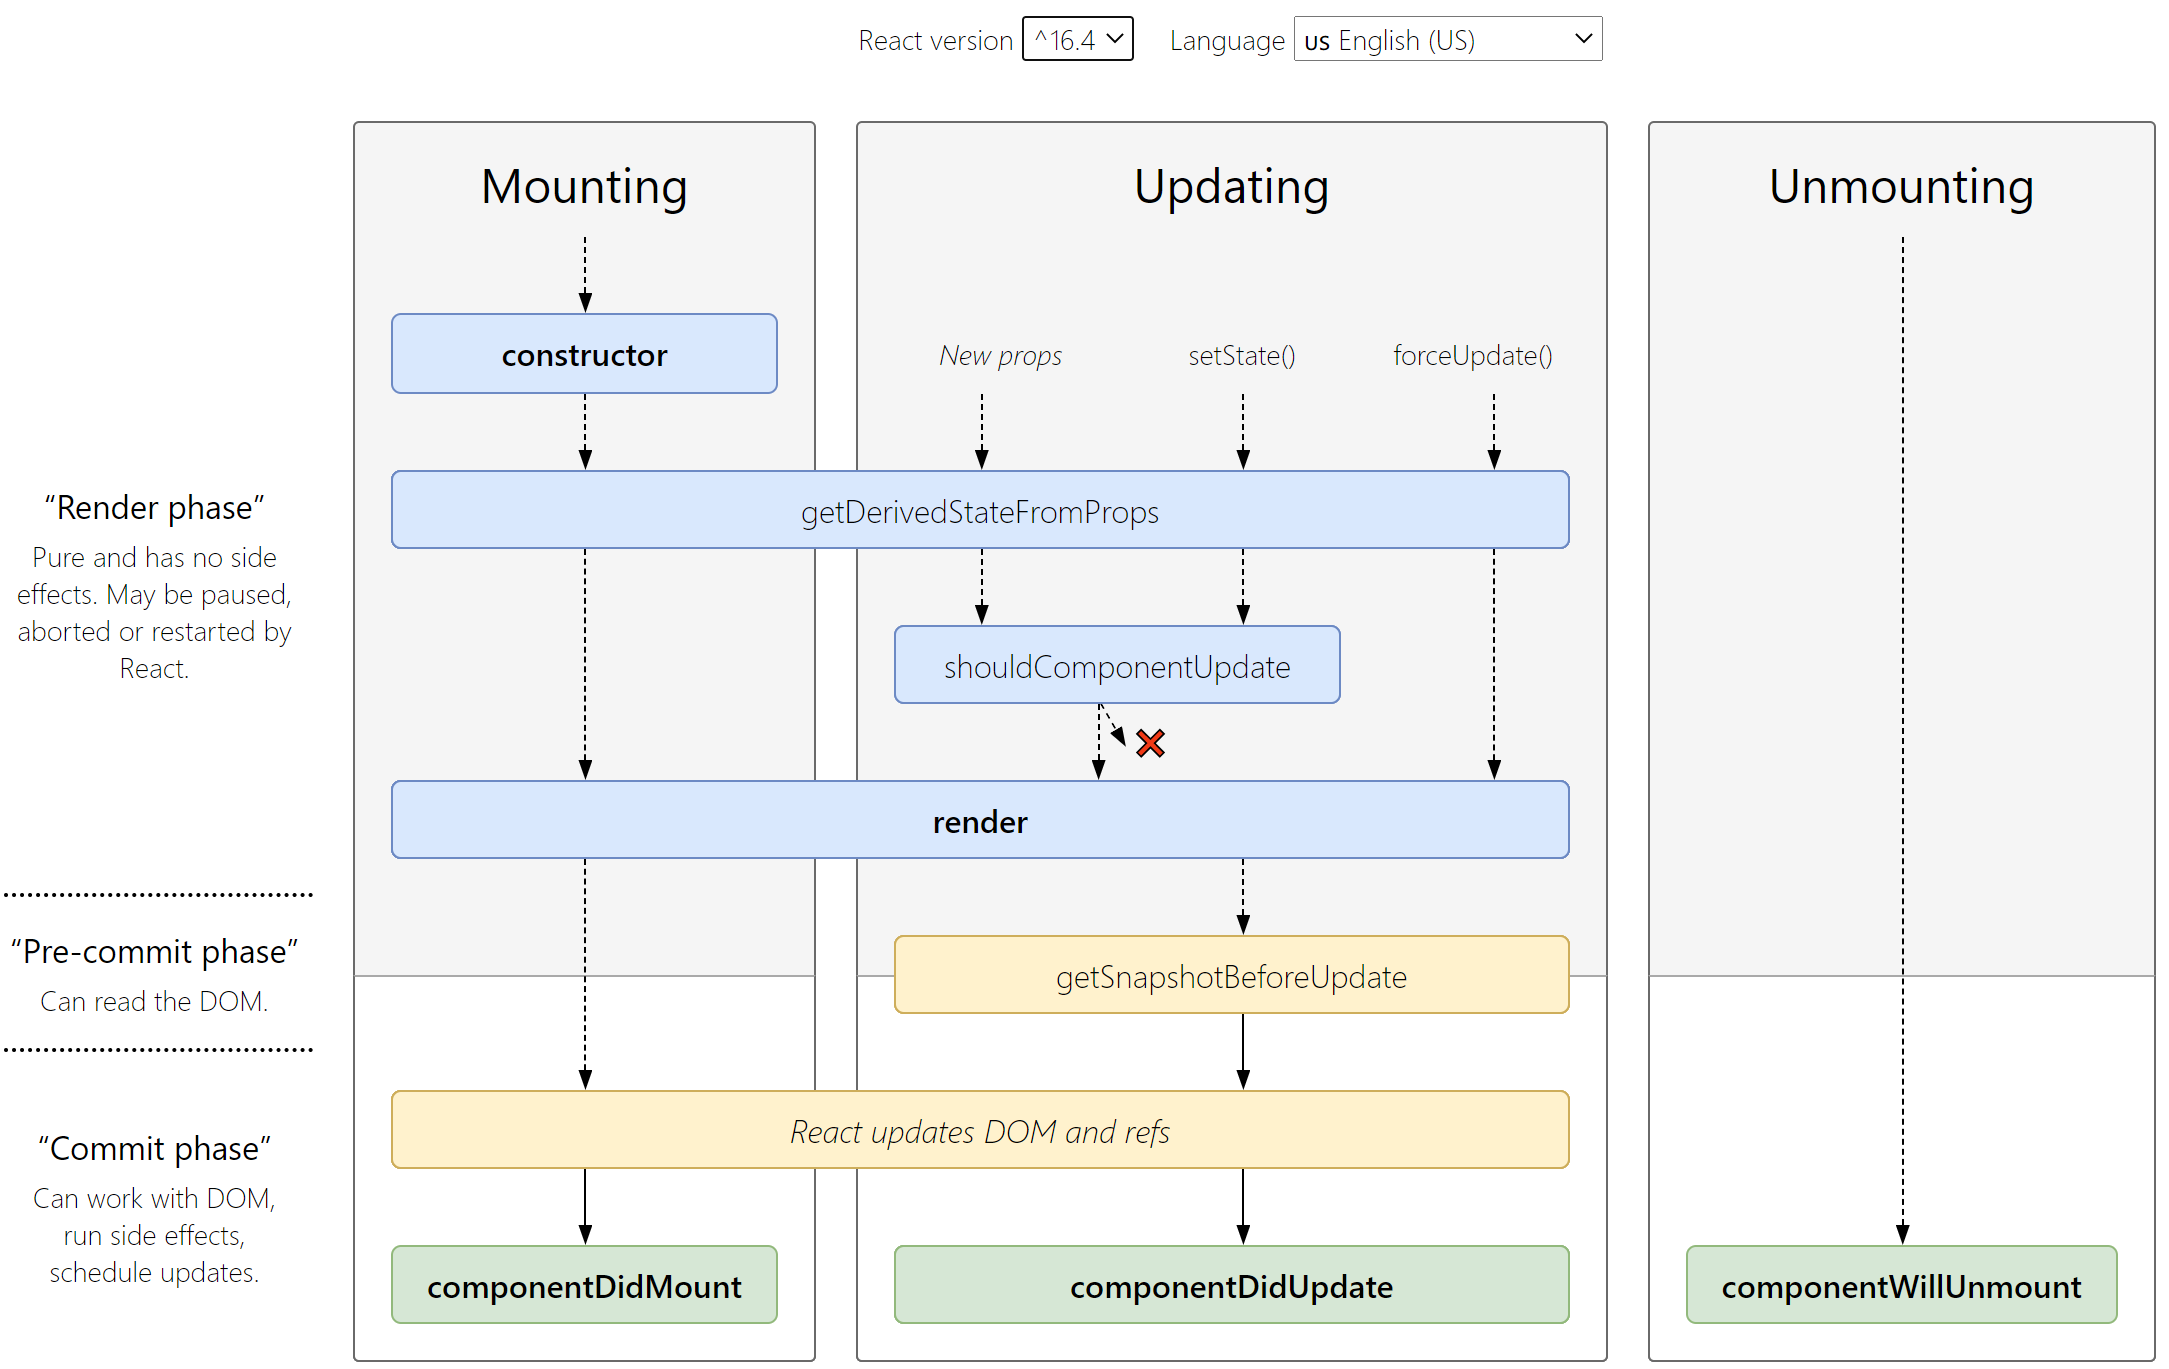 React version ^16.4 Language us English (US)
Mounting
Updating
Unmounting
constructor
New props
setState()
forceUpdate()
“Render phase”
Pure and has no side
effects. May be paused,
aborted or restarted by
React.
getDerivedStateFromProps
shouldComponentUpdate
render
“Pre-commit phase”
Can read the DOM.
getSnapshotBeforeUpdate
“Commit phase”
Can work with DOM,
run side effects,
schedule updates.
React updates DOM and refs
componentDidMount
componentDidUpdate
componentWillUnmount